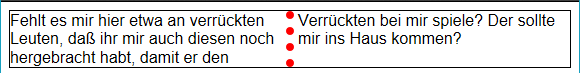 Fehlt es mir hier etwa an verrückten
Leuten, daß ihr mir auch diesen noch
hergebracht habt, damit er den
Verrückten bei mir spiele? Der sollte
mir ins Haus kommen?